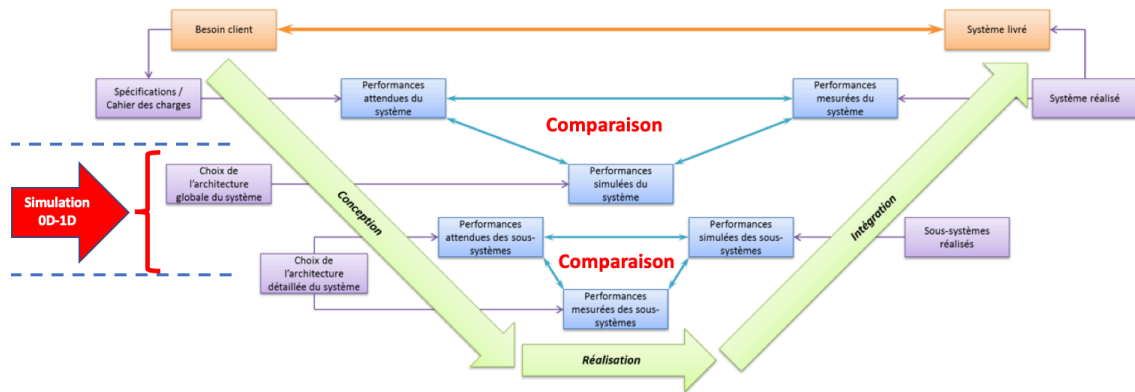 Besoin client
Système livré
Spécifications /
Cahier des charges
Performances
attendues du
système
Performances
mesurées du
système
Système réalisé
Comparaison
Simulation
0D-1D
Choix de
l'architecture
globale du système
Performances
simulées du
système
Conception
Intégration
Performances
attendues des sous-
systèmes
Performances
simulées des sous-
systèmes
Sous-systèmes
réalisés
Comparaison
Choix de
l'architecture
détaillée du système
Performances
mesurées des sous-
systèmes
Réalisation